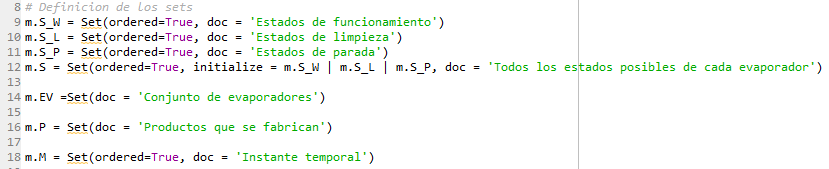 8 # Definicion de los sets
9 m.S_W = Set(ordered=True, doc = 'Estados de funcionamiento')
10 m.S_L = Set(ordered=True, doc = 'Estados de limpieza')
11 m.S_P = Set(ordered=True, doc = 'Estados de parada')
12 m.S = Set(ordered=True, initialize = m.S_W | m.S_L | m.S_P, doc = 'Todos los estados posibles de cada evaporador')
13
14 m.EV =Set(doc = 'Conjunto de evaporadores')
15
16 m.P = Set(doc = 'Productos que se fabrican')
17
18 m.M = Set(ordered=True, doc = 'Instante temporal')